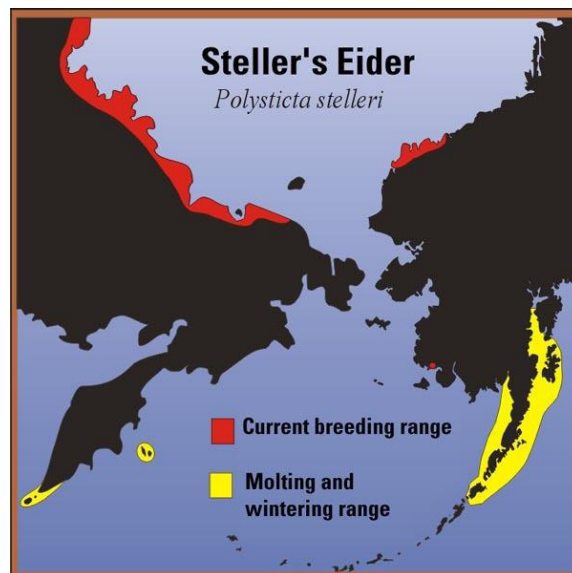 Steller's Eider
Polysticta stelleri
Current breeding range
Molting and
wintering range